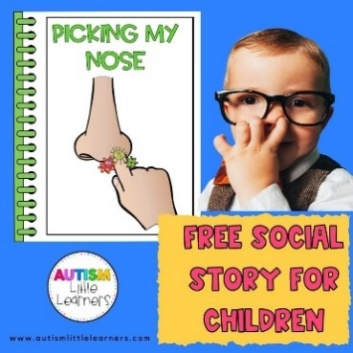 PICKING MY
NOSE
AUTISM
Little
Learners
FREE SOCIAL
STORY FOR
CHILDREN
www.autismlittlelearners.com